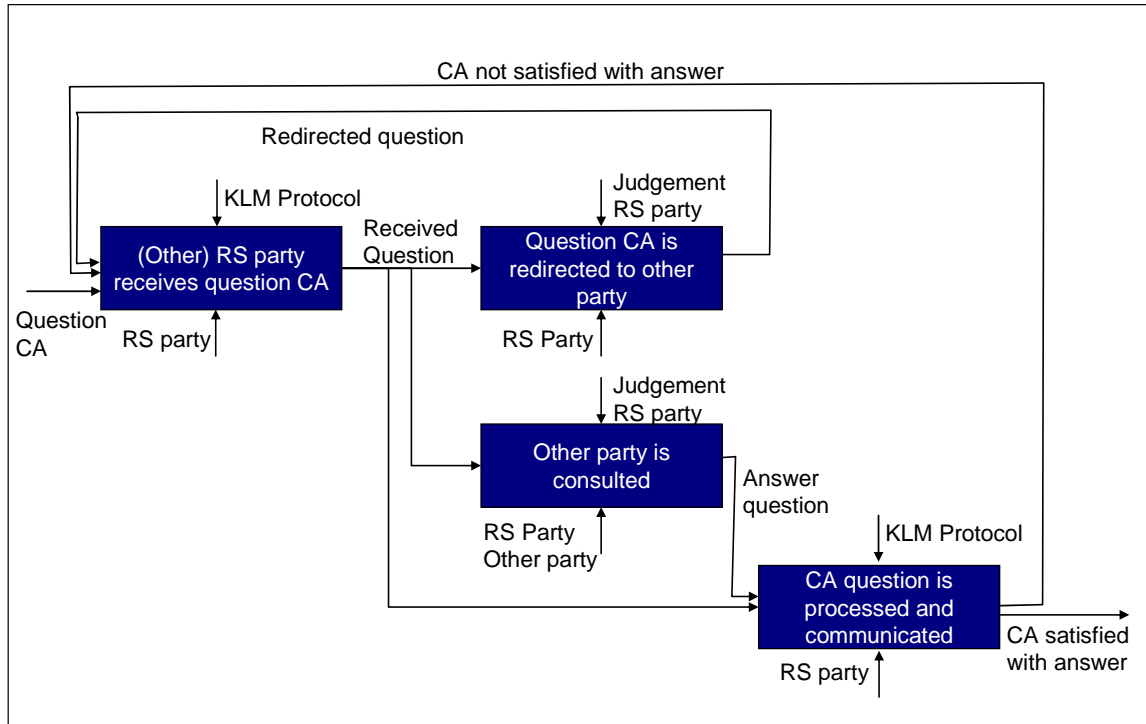 CA not satisfied with answer
Redirected question
KLM Protocol
Judgement
RS party
Received
Question
(Other) RS party
receives question CA
Question CA is
redirected to other
party
Question
CA
RS party
RS Party
Judgement
RS party
Other party is
consulted
Answer
question
RS Party
Other party
KLM Protocol
CA question is
processed and
communicated
CA satisfied
with answer
RS party